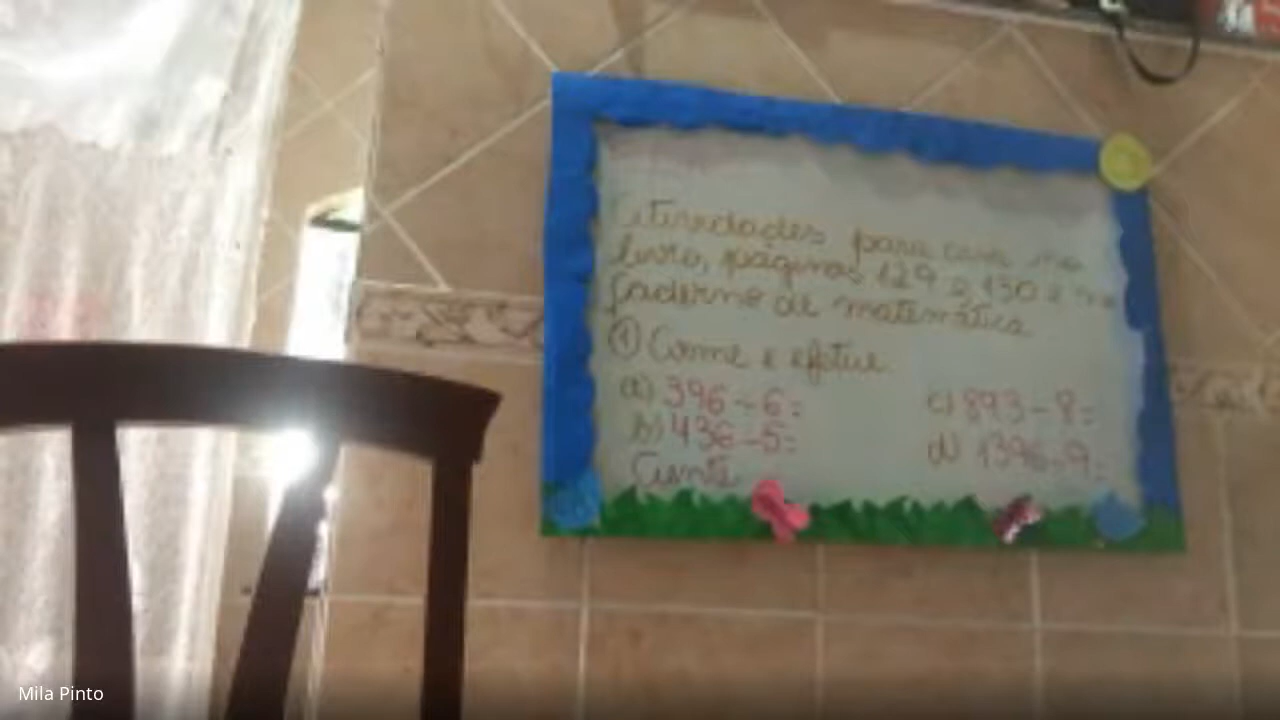 Atividades para casa no
livro, páginas 129 e 130 e no
caderno de matemática
① Arme e efetue.
a) 396÷6=
c) 893÷8=
b) 436÷5=
d) 1396÷9=
Mila Pinto